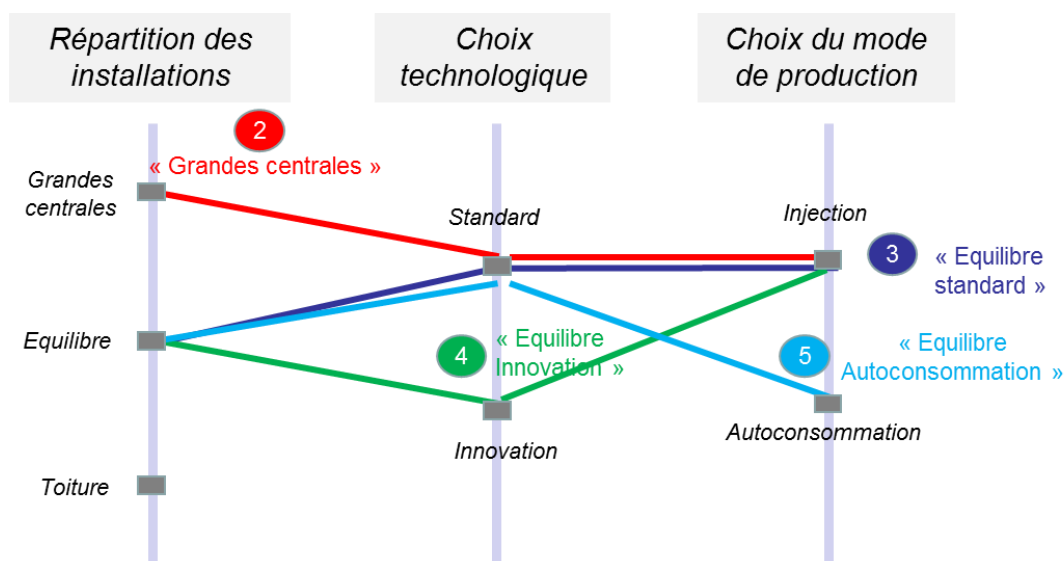 Répartition des
installations
Choix
technologique
Choix du mode
de production
2
« Grandes centrales »
Grandes
centrales
Standard
Injection
3
« Equilibre
standard »
Equilibre
4
« Equilibre
Innovation »
5
« Equilibre
Autoconsommation »
Innovation
Autoconsommation
Toiture